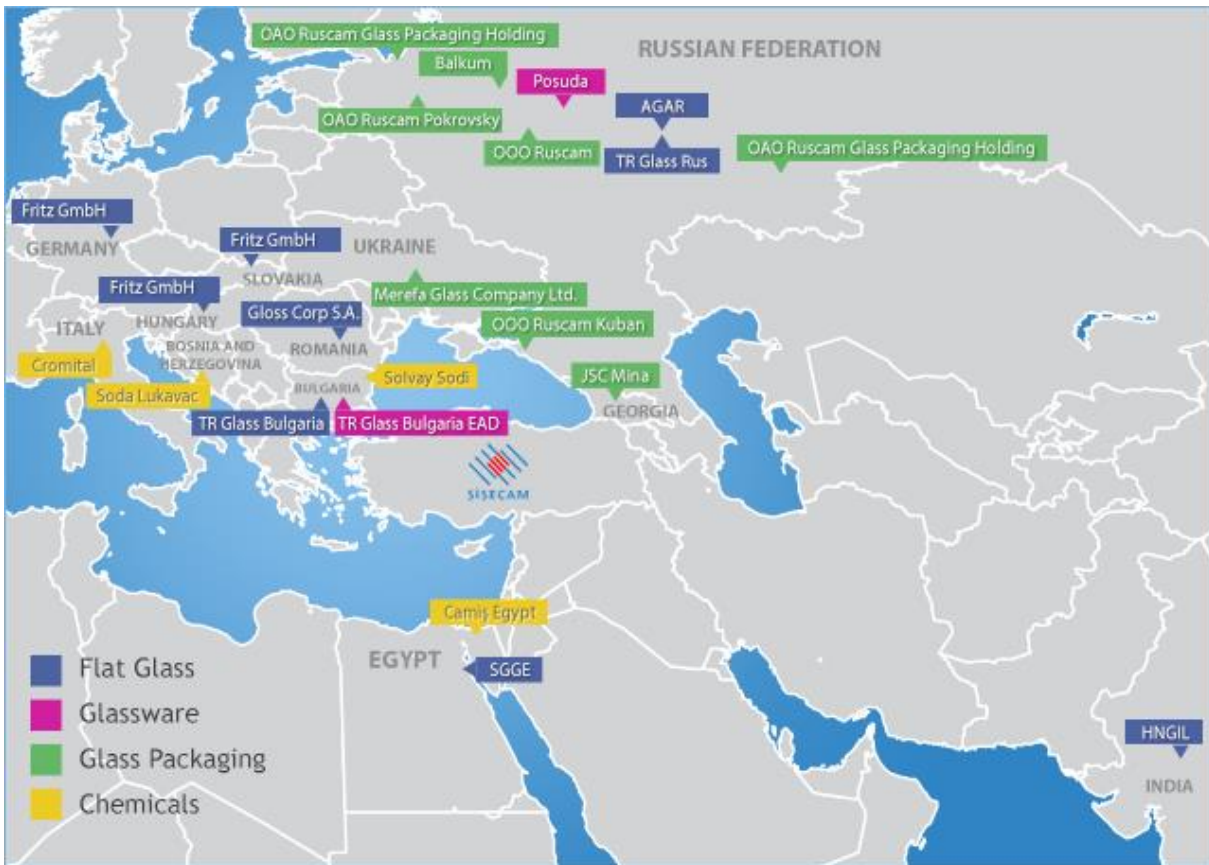 OAO Ruscam Glass Packaging Holding
RUSSIAN FEDERATION
Balkum
Posuda
AGAR
OAO Ruscam Pokrovsky
OOO Ruscam
TR Glass Rus
OAO Ruscam Glass Packaging Holding
Fritz GmbH
GERMANY
Fritz GmbH
UKRAINE
SLOVAKIA
Fritz GmbH
HUNGARY
Merefa Glass Company Ltd.
Gloss Corp S.A.
ITALY
OOO Ruscam Kuban
BOSNIA AND
HERZEGOVINA
ROMANIA
Cromital
Soda Lukavac
Solvay Sodi
JSC Mina
BULGARIA
GEORGIA
TR Glass Bulgaria
TR Glass Bulgaria EAD
SİSECAM
Camiş Egypt
EGYPT
SGGE
Flat Glass
Glassware
Glass Packaging
Chemicals
HNGIL
INDIA